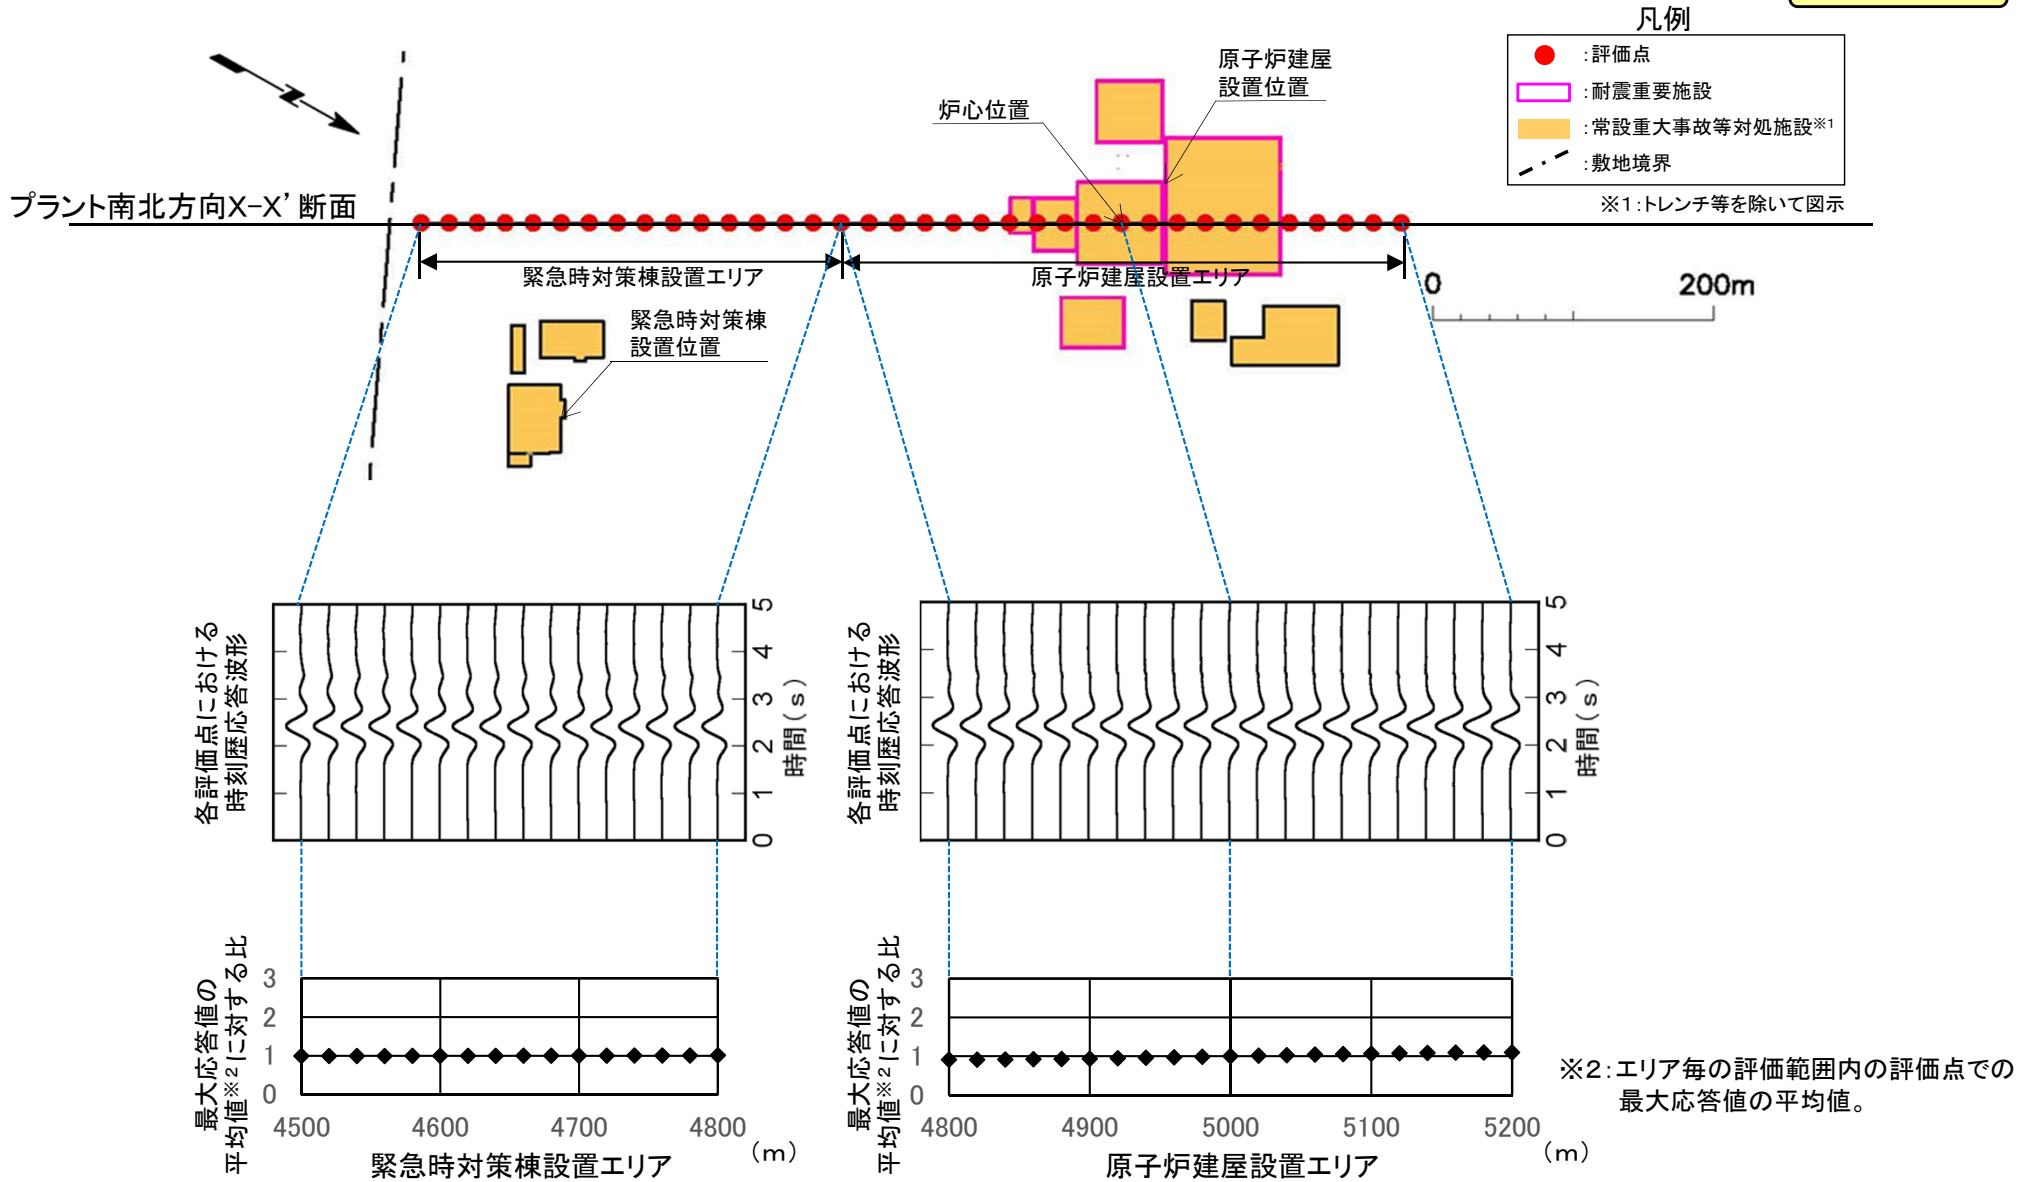 凡例
：評価点
：耐震重要施設
：常設重大事故等対処施設※1
：敷地境界
※1：トレンチ等を除いて図示
原子炉建屋
設置位置
炉心位置
プラント南北方向X-X’断面
緊急時対策棟設置エリア
原子炉建屋設置エリア
0
200m
緊急時対策棟
設置位置
各評価点における
時刻歴応答波形
5
4
3
2
1
0
時間(s)
各評価点における
時刻歴応答波形
5
4
3
2
1
0
時間(s)
最大応答値の
平均値※2に対する比
3
2
1
0
4500
4600
4700
4800
(m)
緊急時対策棟設置エリア
最大応答値の
平均値※2に対する比
3
2
1
0
4800
4900
5000
5100
5200
(m)
原子炉建屋設置エリア
※2：エリア毎の評価範囲内の評価点での
最大応答値の平均値。